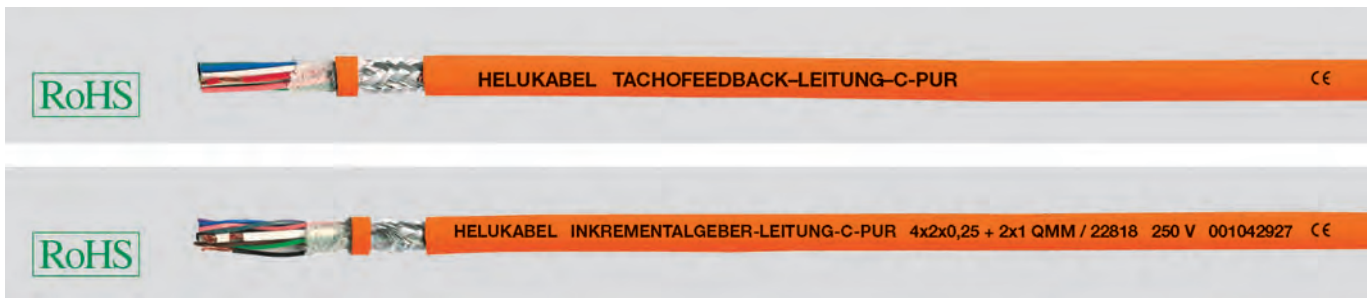 RoHS
HELUKABEL TACHOFEEDBACK–LEITUNG–C-PUR CE
RoHS
HELUKABEL INKREMENTALGEBER-LEITUNG-C-PUR 4x2x0,25 + 2x1 QMM / 22818 250 V 001042927 CE